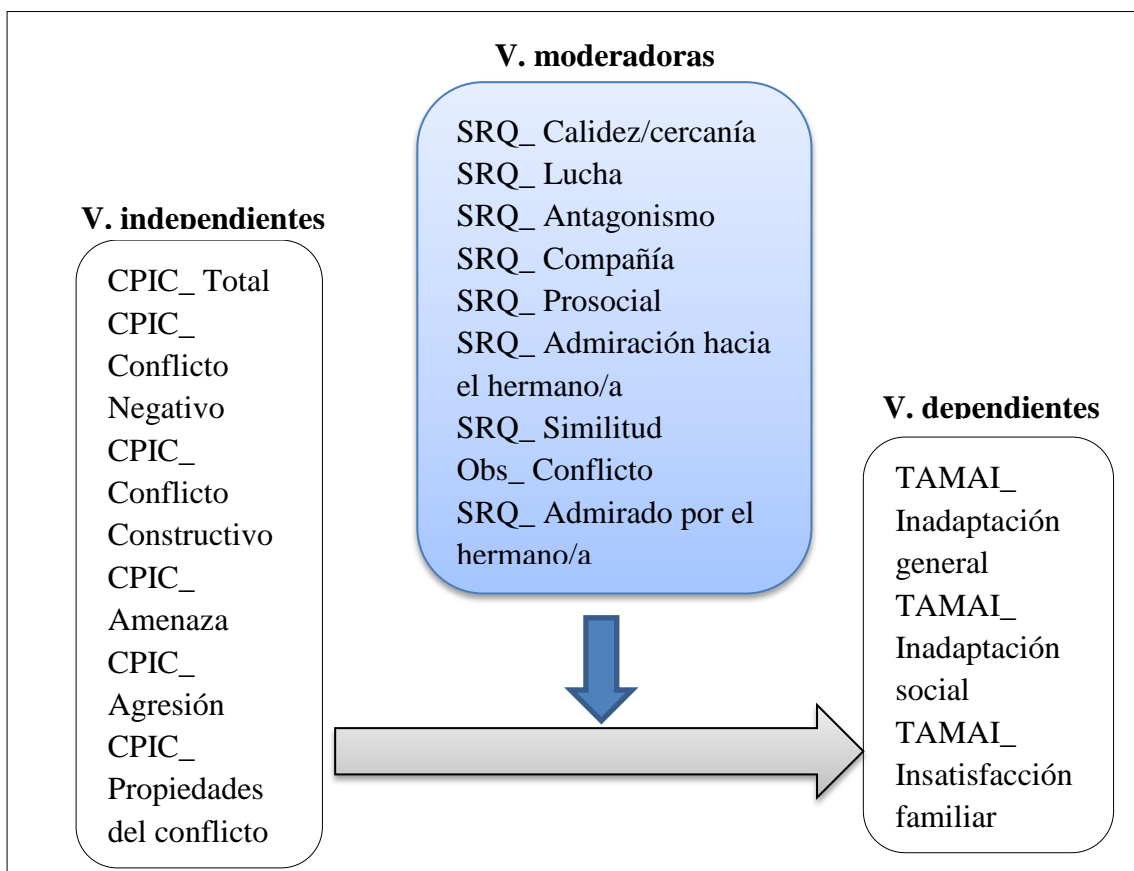 V. moderadoras
SRQ_ Calidez/cercanía
SRQ_ Lucha
SRQ_ Antagonismo
SRQ_ Compañía
SRQ_ Prosocial
SRQ_ Admiración hacia
el hermano/a
SRQ_ Similitud
Obs_ Conflicto
SRQ_ Admirado por el
hermano/a
V. independientes
CPIC_ Total
CPIC_
Conflicto
Negativo
CPIC_
Conflicto
Constructivo
CPIC_
Amenaza
CPIC_
Agresión
CPIC_
Propiedades
del conflicto
V. dependientes
TAMAI_
Inadaptación
general
TAMAI_
Inadaptación
social
TAMAI_
Insatisfacción
familiar